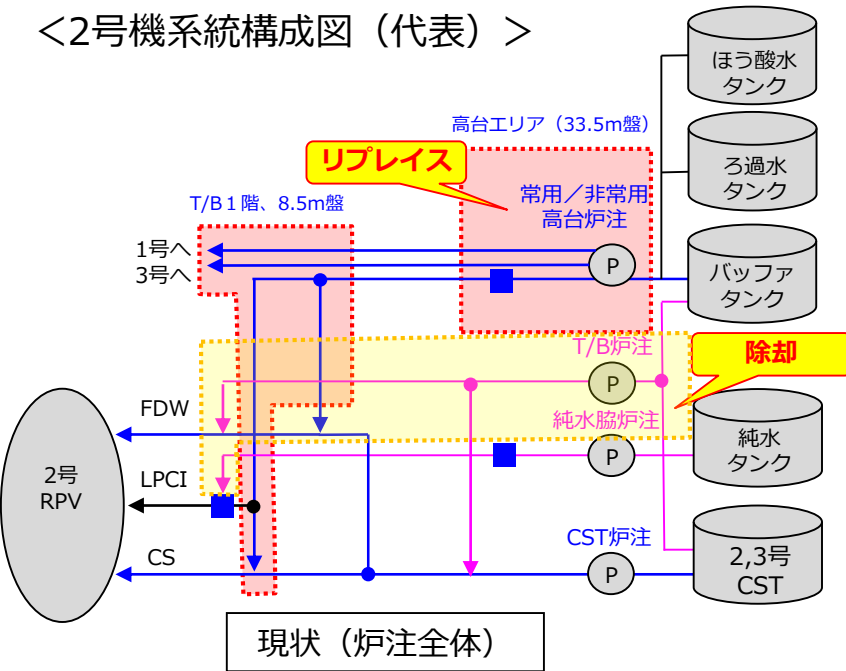 ＜2号機系統構成図（代表）＞
ほう酸水
タンク
高台エリア（33.5m盤）
リプレイス
ろ過水
タンク
常用／非常用
高台炉注
T/B１階、8.5m盤
1号へ
3号へ
P
バッファ
タンク
T/B炉注
除却
P
FDW
純水脇炉注
純水
タンク
P
2号
RPV
LPCI
CST炉注
CS
P
2,3号
CST
現状（炉注全体）